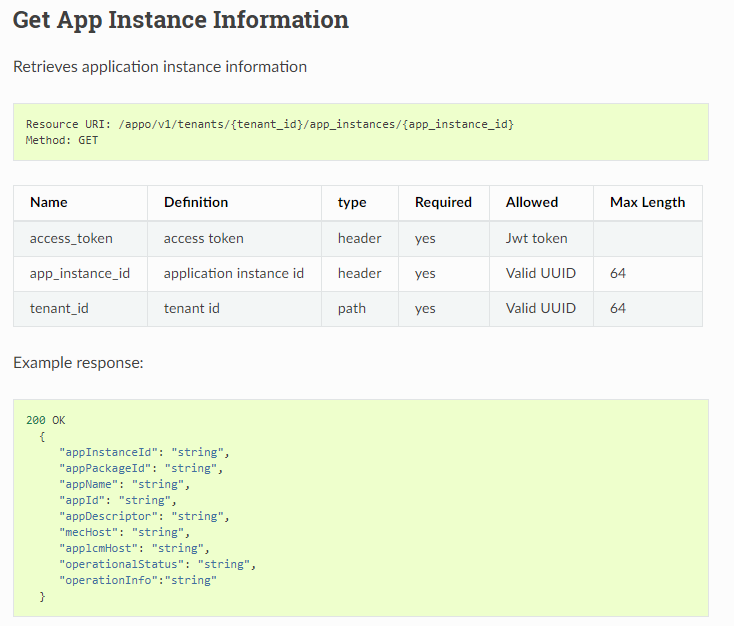 Get App Instance Information
Retrieves application instance information
Resource URI: /appo/v1/tenants/{tenant_id}/app_instances/{app_instance_id}
Method: GET
Name Definition type Required Allowed Max Length
access_token access token header yes Jwt token
app_instance_id application instance id header yes Valid UUID 64
tenant_id tenant id path yes Valid UUID 64
Example response:
200 OK
{
"appInstanceId": "string",
"appPackageId": "string",
"appName": "string",
"appId": "string",
"appDescriptor": "string",
"mecHost": "string",
"applcmHost": "string",
"operationalStatus": "string",
"operationInfo":"string"
}